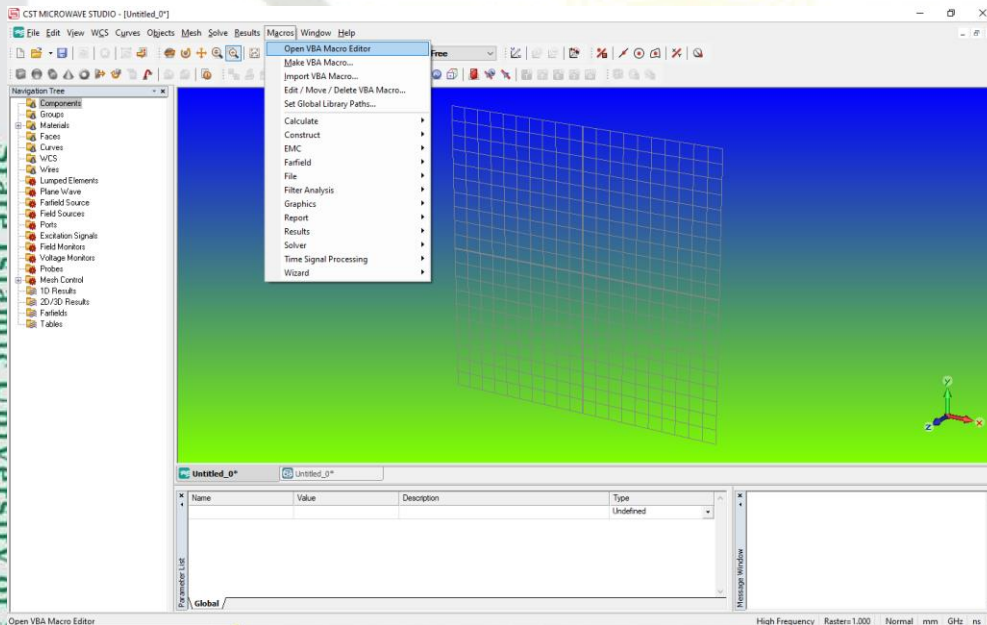 CST MICROWAVE STUDIO - [Untitled_0*]
File Edit View WCS Curves Objects Mesh Solve Results Macros Window Help
Free
Navigation Tree
Components
Groups
Materials
Faces
Curves
WCS
Wires
Lumped Elements
Plane Wave
Farfield Source
Field Sources
Ports
Excitation Signals
Field Monitors
Voltage Monitors
Probes
Mesh Control
1D Results
2D/3D Results
Farfields
Tables
Open VBA Macro Editor
Make VBA Macro...
Import VBA Macro...
Edit / Move / Delete VBA Macro...
Set Global Library Paths...
Calculate
Construct
EMC
Farfield
File
Filter Analysis
Graphics
Report
Results
Solver
Time Signal Processing
Wizard
y
z
x
Untitled_0* Untitled_0*
Name Value Description Type
Undefined
Parameter List
Global
Message Window
Open VBA Macro Editor High Frequency Raster=1.000 Normal mm GHz ns